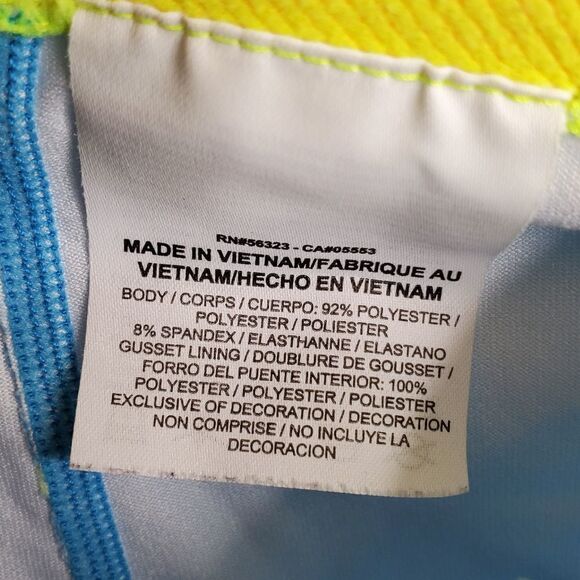 RN#56323 - CA#05553
MADE IN VIETNAM/FABRIQUE AU
VIETNAM/HECHO EN VIETNAM
BODY / CORPS / CUERPO: 92% POLYESTER /
POLYESTER / POLIESTER
8% SPANDEX / ELASTHANNE / ELASTANO
GUSSET LINING / DOUBLURE DE GOUSSET /
FORRO DEL PUENTE INTERIOR: 100%
POLYESTER / POLYESTER / POLIESTER
EXCLUSIVE OF DECORATION / DECORATION
NON COMPRISE / NO INCLUYE LA
DECORACION